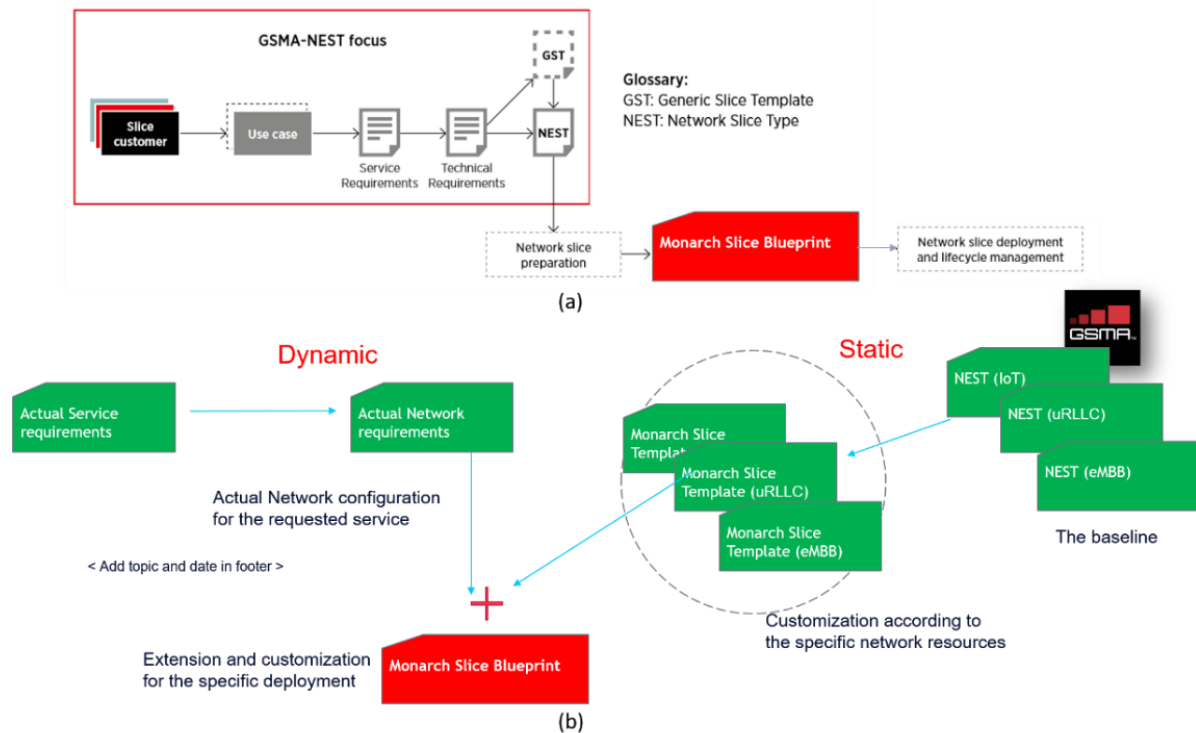 GSMA-NEST focus
GST
Glossary:
GST: Generic Slice Template
NEST: Network Slice Type
Slice
customer
Use case
NEST
Service
Requirements
Technical
Requirements
Network slice
preparation
Monarch Slice Blueprint
Network slice deployment
and lifecycle management
(a)
GSMA
Dynamic
Static
NEST (IoT)
Actual Service
requirements
Actual Network
requirements
NEST (uRLLC)
Monarch Slice
Template
Monarch Slice
Template (uRLLC)
NEST (eMBB)
Actual Network configuration
for the requested service
Monarch Slice
Template (eMBB)
The baseline
< Add topic and date in footer >
Customization according to
the specific network resources
Extension and customization
for the specific deployment
Monarch Slice Blueprint
(b)